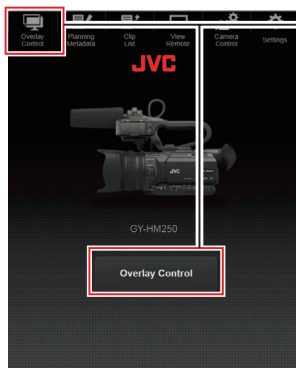 Overlay
Control
Planning
Metadata
Clip
List
View
Remote
Camera
Control
Settings
JVC
JVC
GY-HM250
Overlay Control